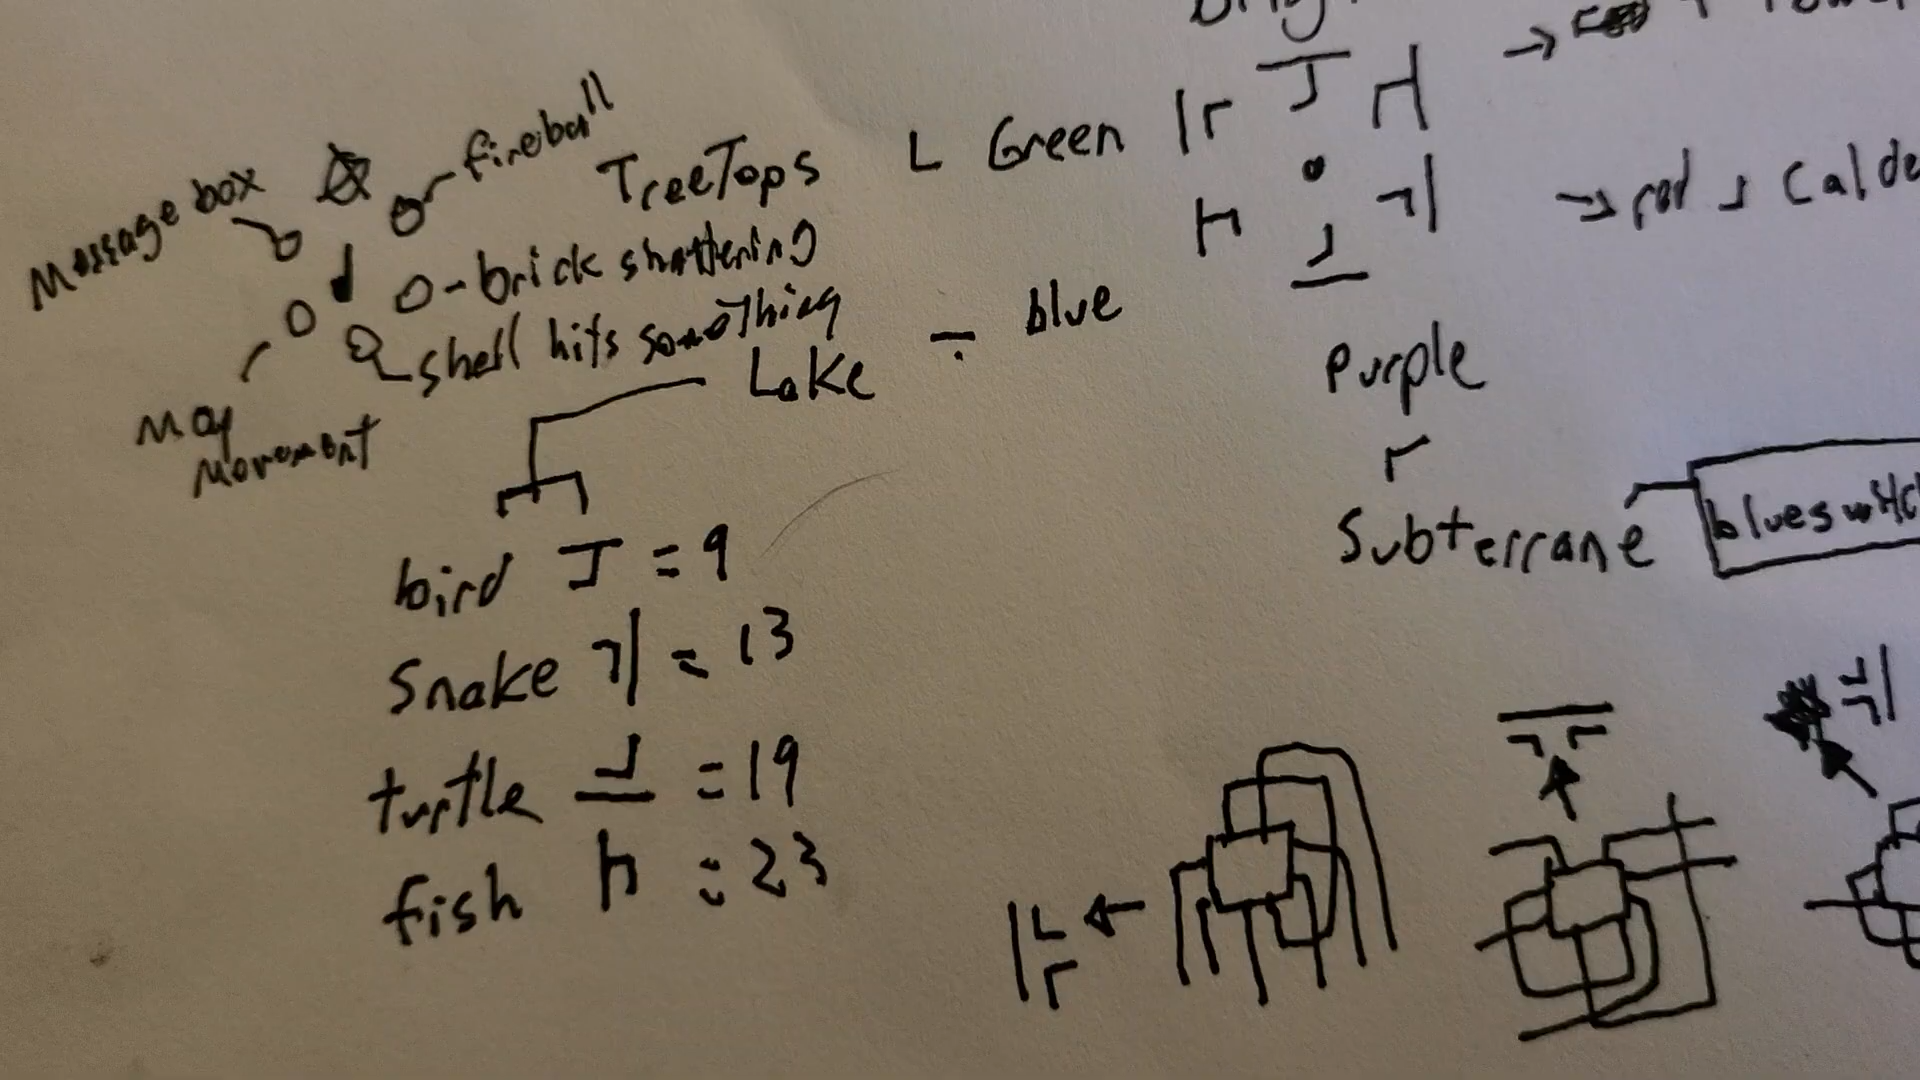 fireball
Message box
TreeTops
L Green
brick shattering
shell hits something
blue
Map
Movement
Lake
Purple
Subterrane
bird = 9
snake = 13
turtle = 19
fish = 23